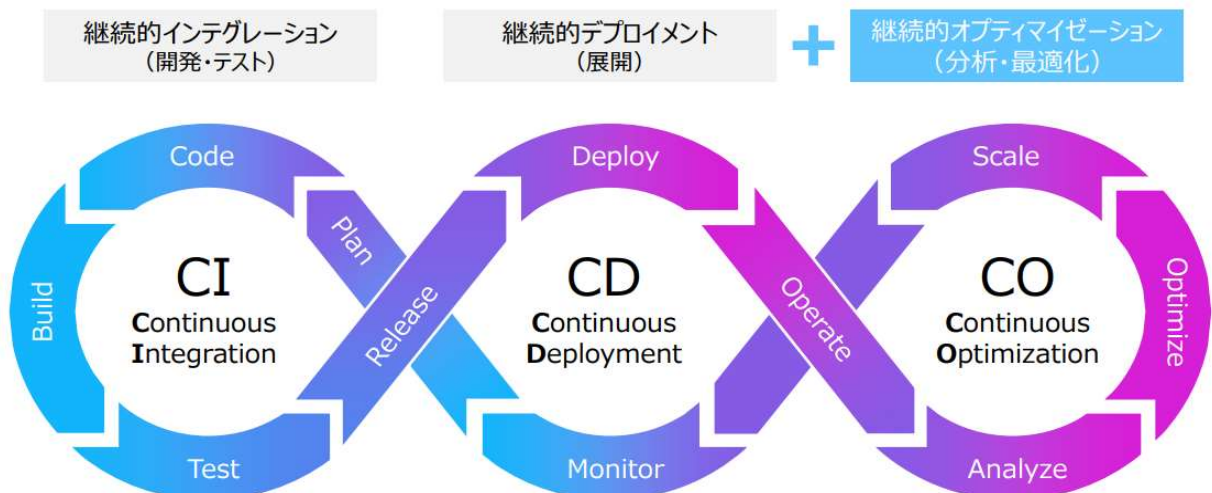 継続的インテグレーション
(開発・テスト)
継続的デプロイメント
(展開)
+
継続的オプティマイゼーション
(分析・最適化)
Code
Plan
Build
Test
Release
CI
Continuous
Integration
Deploy
Operate
Monitor
CD
Continuous
Deployment
Scale
Optimize
Analyze
CO
Continuous
Optimization